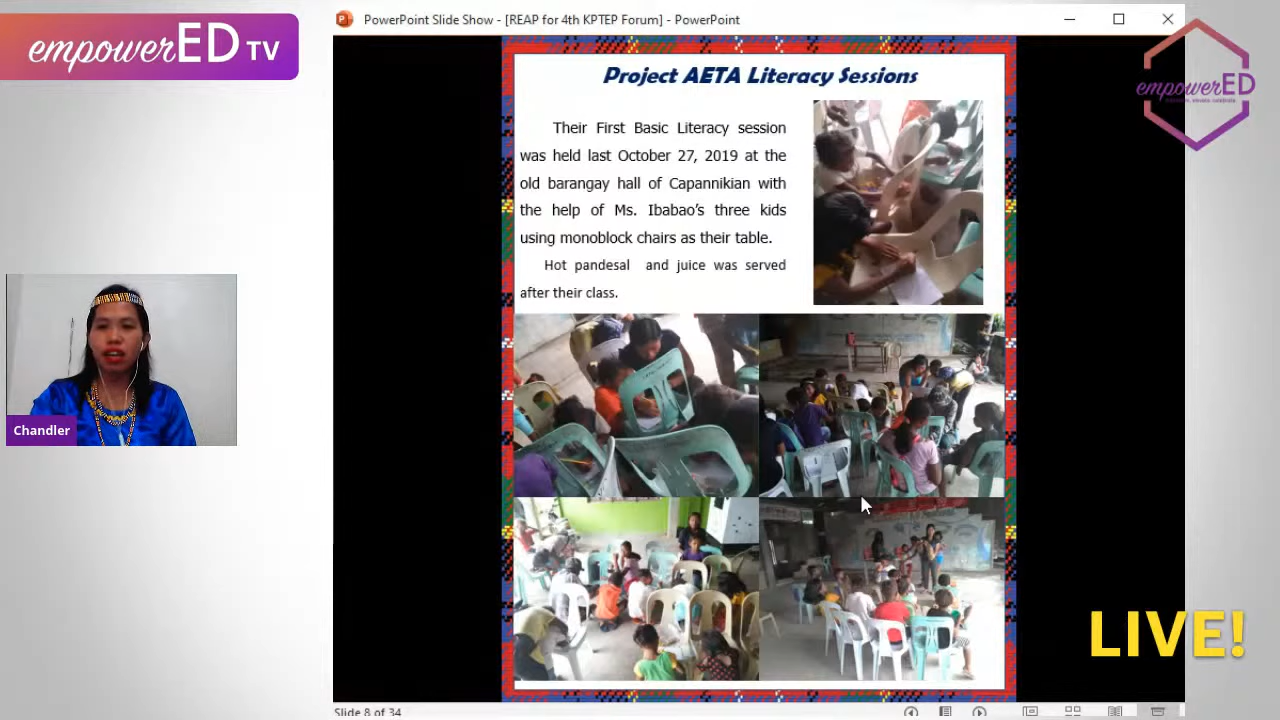 empowerED TV
PowerPoint Slide Show - [REAP for 4th KPTEP Forum] - PowerPoint
empowerED
Project AETA Literacy Sessions
Their First Basic Literacy session
was held last October 27, 2019 at the
old barangay hall of Capannikian with
the help of Ms. Ibabao's three kids
using monoblock chairs as their table.
Hot pandesal and juice was served
after their class.
Chandler
LIVE!
Slide 8 of 34